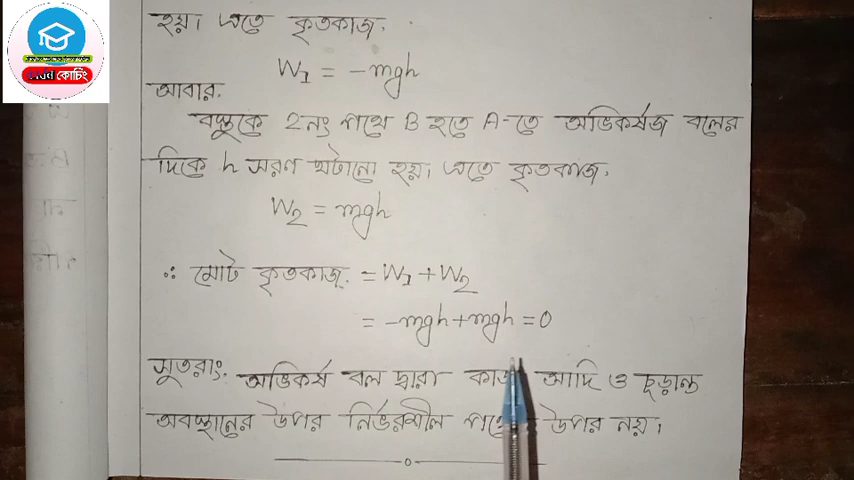 কোচিং
হয়। এতে কৃতকাজ,
W₁ = -mgh
আবার,
বস্তুকে 2নং পথে B হতে A-তে অভিকর্ষজ বলের
দিকে h সরণ ঘটানো হয়। এতে কৃতকাজ,
W₂ = mgh
∴ মোট কৃতকাজ, = W₁ + W₂
= -mgh + mgh = 0
সুতরাং, অভিকর্ষ বল দ্বারা আদি ও চূড়ান্ত
অবস্থানের উপর নির্ভরশীল উপর নয়।